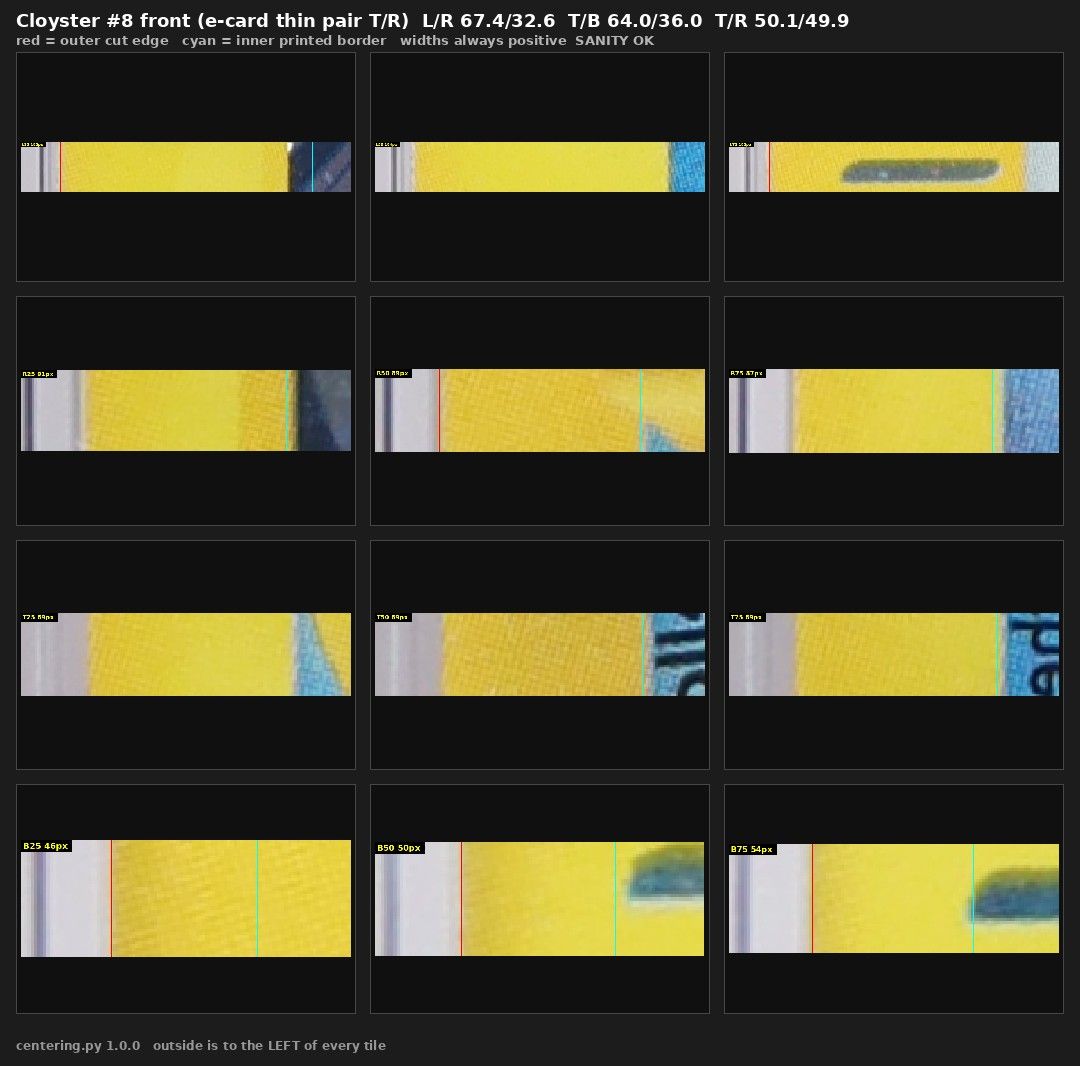 Cloyster #8 front (e-card thin pair T/R)  L/R 67.4/32.6  T/B 64.0/36.0  T/R 50.1/49.9
red = outer cut edge   cyan = inner printed border   widths always positive  SANITY OK
R25 91px
R50 89px
R75 87px
T25 89px
T50 89px
T75 89px
B25 46px
B50 50px
B75 54px
centering.py 1.0.0   outside is to the LEFT of every tile